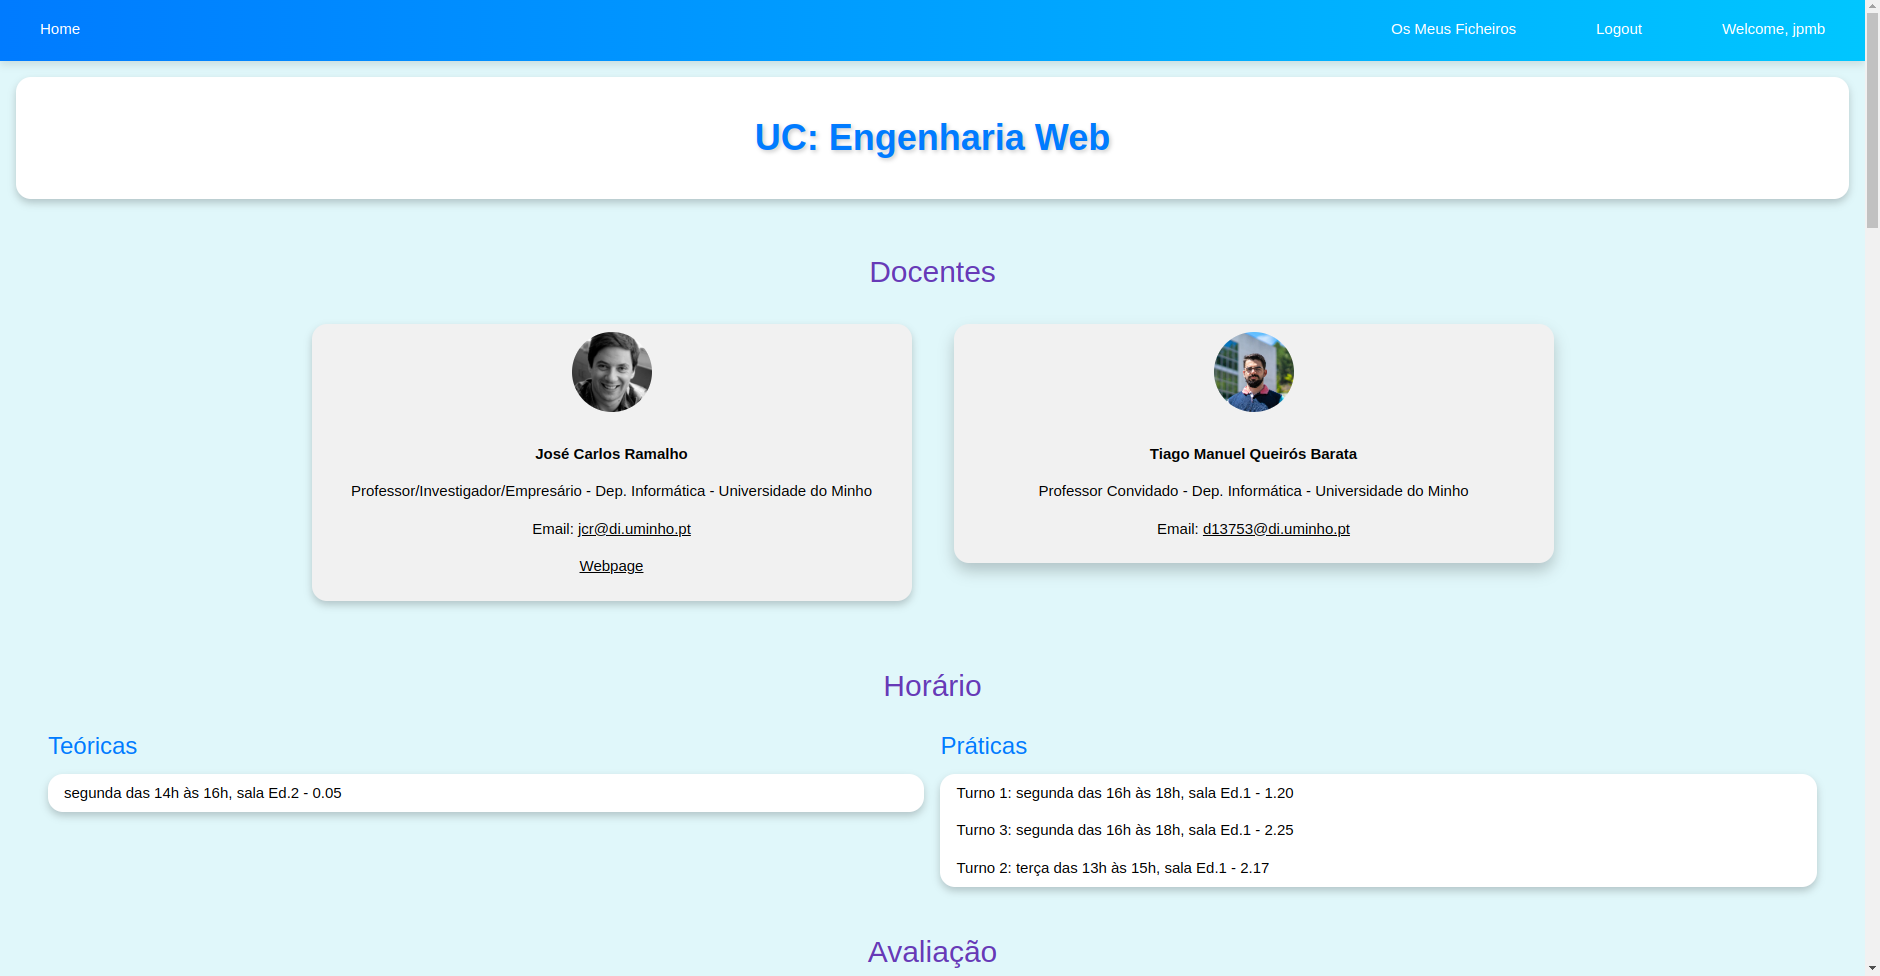 Home
Os Meus Ficheiros
Logout
Welcome, jpmb
UC: Engenharia Web
Docentes
José Carlos Ramalho
Professor/Investigador/Empresário - Dep. Informática - Universidade do Minho
Email: jcr@di.uminho.pt
Webpage
Tiago Manuel Queirós Barata
Professor Convidado - Dep. Informática - Universidade do Minho
Email: d13753@di.uminho.pt
Horário
Teóricas
segunda das 14h às 16h, sala Ed.2 - 0.05
Práticas
Turno 1: segunda das 16h às 18h, sala Ed.1 - 1.20
Turno 3: segunda das 16h às 18h, sala Ed.1 - 2.25
Turno 2: terça das 13h às 15h, sala Ed.1 - 2.17
Avaliação